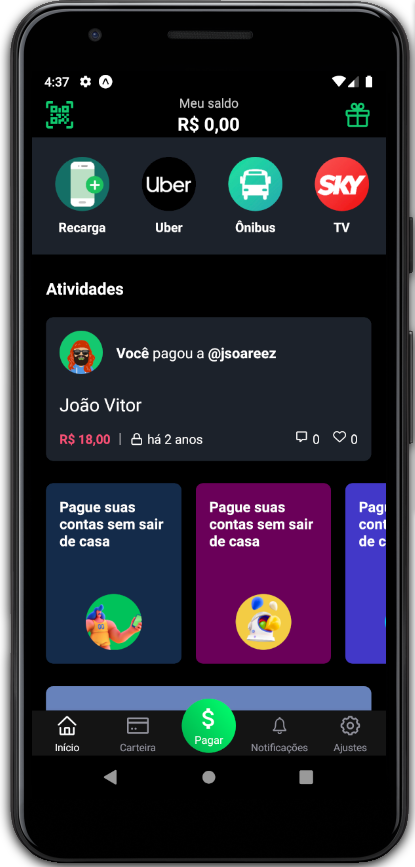 4:37
Meu saldo
R$ 0,00
Uber
SKY
Recarga
Uber
Ônibus
TV
Atividades
Você pagou a @jsoareez
João Vitor
R$ 18,00 | há 2 anos 0 0
Pague suas
contas sem sair
de casa
Pague suas
contas sem sair
de casa
Pag
cont
de c
$
Pagar
Início
Carteira
Notificações
Ajustes